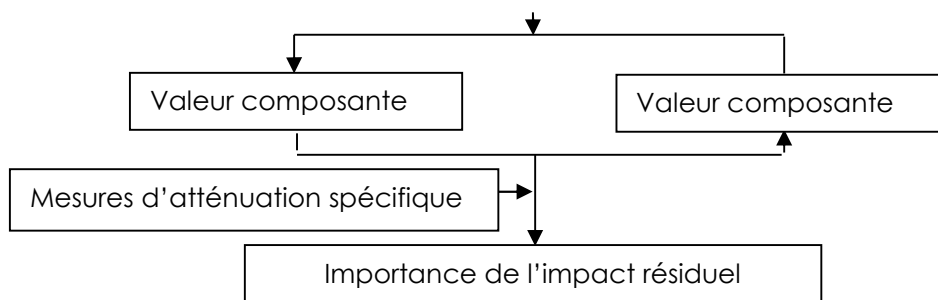 Valeur composante
Valeur composante
Mesures d'atténuation spécifique
Importance de l'impact résiduel